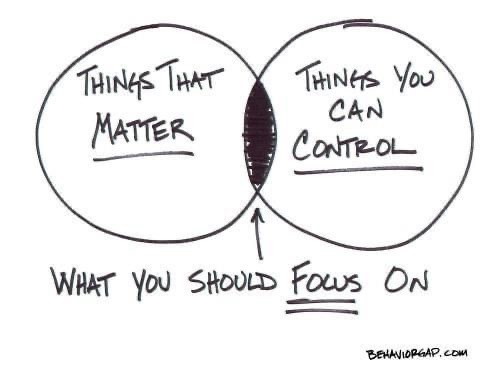 THINGS THAT
MATTER
THINGS YOU
CAN
CONTROL
WHAT YOU SHOULD FOCUS ON
BEHAVIORGAP.COM